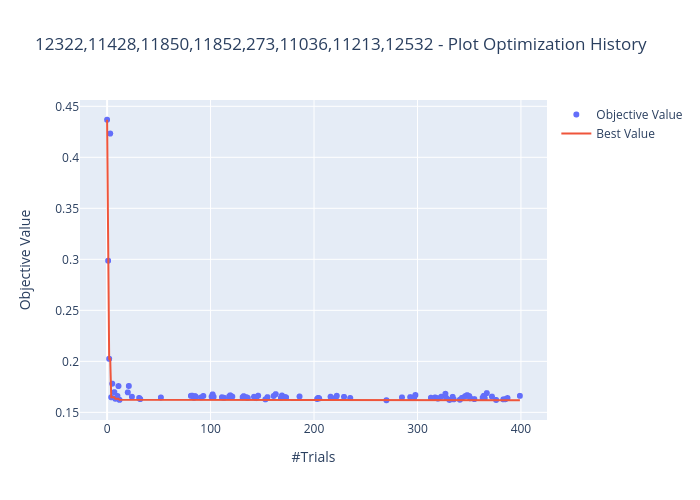 12322,11428,11850,11852,273,11036,11213,12532 - Plot Optimization History
Objective Value
Best Value
0.45
0.4
0.35
0.3
0.25
0.2
0.15
Objective Value
0
100
200
300
400
#Trials